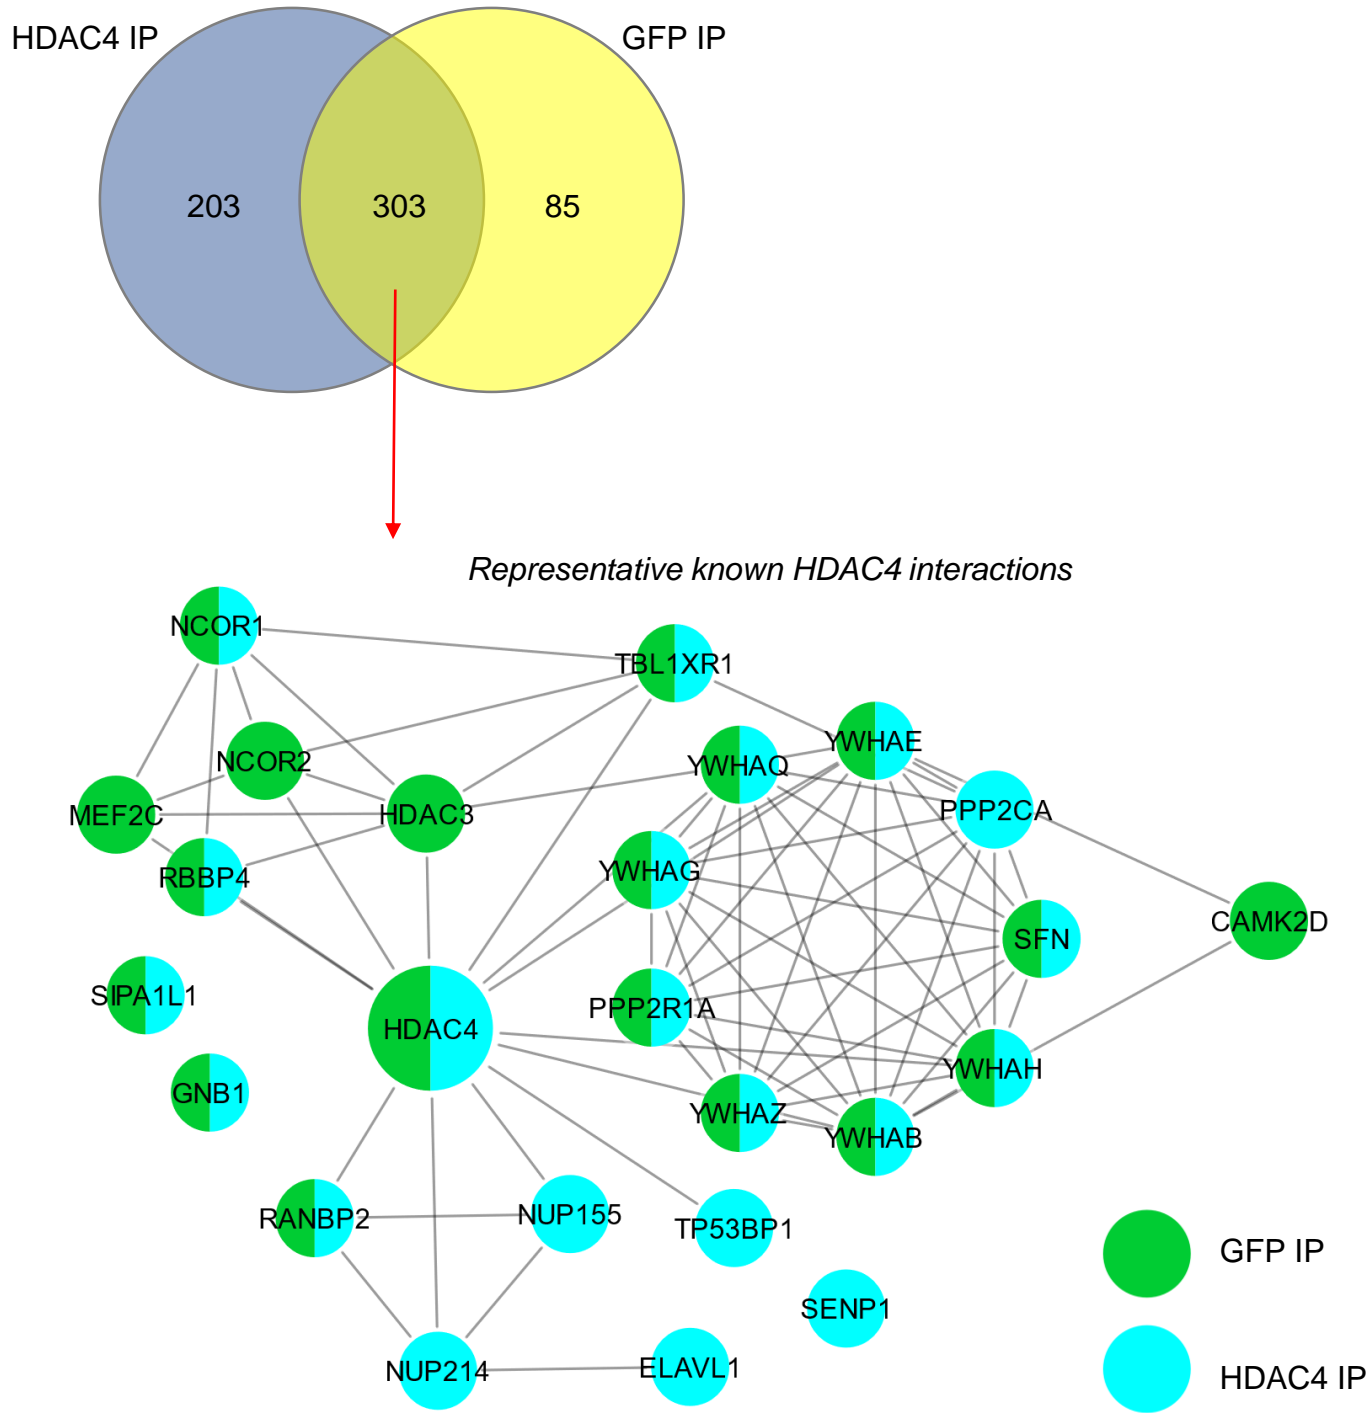 HDAC4 IP
GFP IP
203
303
85
Representative known HDAC4 interactions
NCOR1
TBL1XR1
NCOR2
YWHAE
YWHAQ
MEF2C
HDAC3
PPP2CA
RBBP4
YWHAG
CAMK2D
SFN
SIPA1L1
PPP2R1A
HDAC4
GNB1
YWHAH
YWHAZ
YWHAB
RANBP2
NUP155
TP53BP1
GFP IP
SENP1
NUP214
ELAVL1
HDAC4 IP